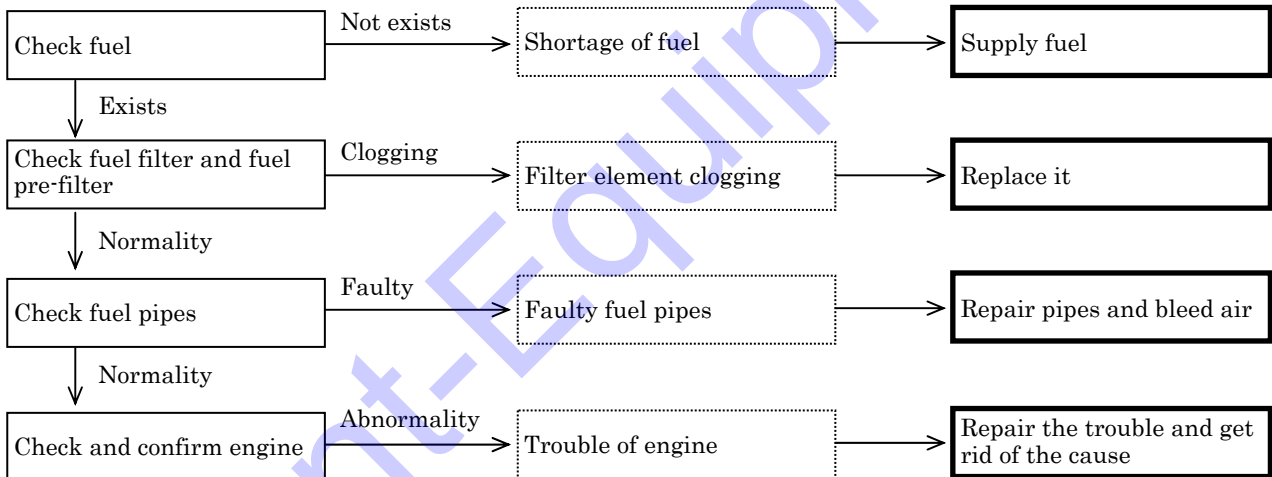 Not exists
Check fuel
Shortage of fuel
Supply fuel
Exists
Check fuel filter and fuel
pre-filter
Clogging
Filter element clogging
Replace it
Normality
Check fuel pipes
Faulty
Faulty fuel pipes
Repair pipes and bleed air
Normality
Check and confirm engine
Abnormality
Trouble of engine
Repair the trouble and get
rid of the cause
nt-Equip